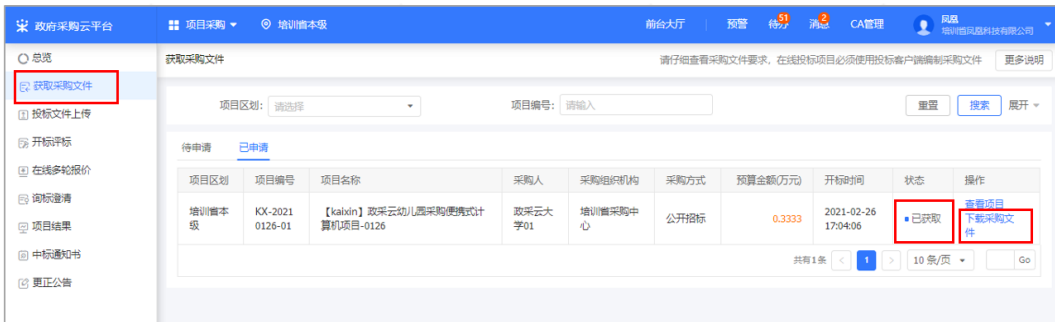 政府采购云平台
项目采购
培训省本级
前台大厅
预警
待办
51
消息
2
CA管理
凤凰
培训省凤凰科技有限公司
总览
获取采购文件
投标文件上传
开标评标
在线多轮报价
询标澄清
项目结果
中标通知书
更正公告
获取采购文件
请仔细查看采购文件要求，在线投标项目必须使用投标客户端编制采购文件
更多说明
项目区划: 请选择
项目编号: 请输入
重置
搜索
展开
待申请
已申请
项目区划 项目编号 项目名称 采购人 采购组织机构 采购方式 预算金额(万元) 开标时间 状态 操作
培训省本
级
KX-2021
0126-01
【kaixin】政采云幼儿园采购便携式计
算机项目-0126
政采云大
学01
培训省采购中
心
公开招标
0.3333
2021-02-26
17:04:06
已获取
查看项目
下载采购文
件
共有1条 < 1 > 10 条/页 Go